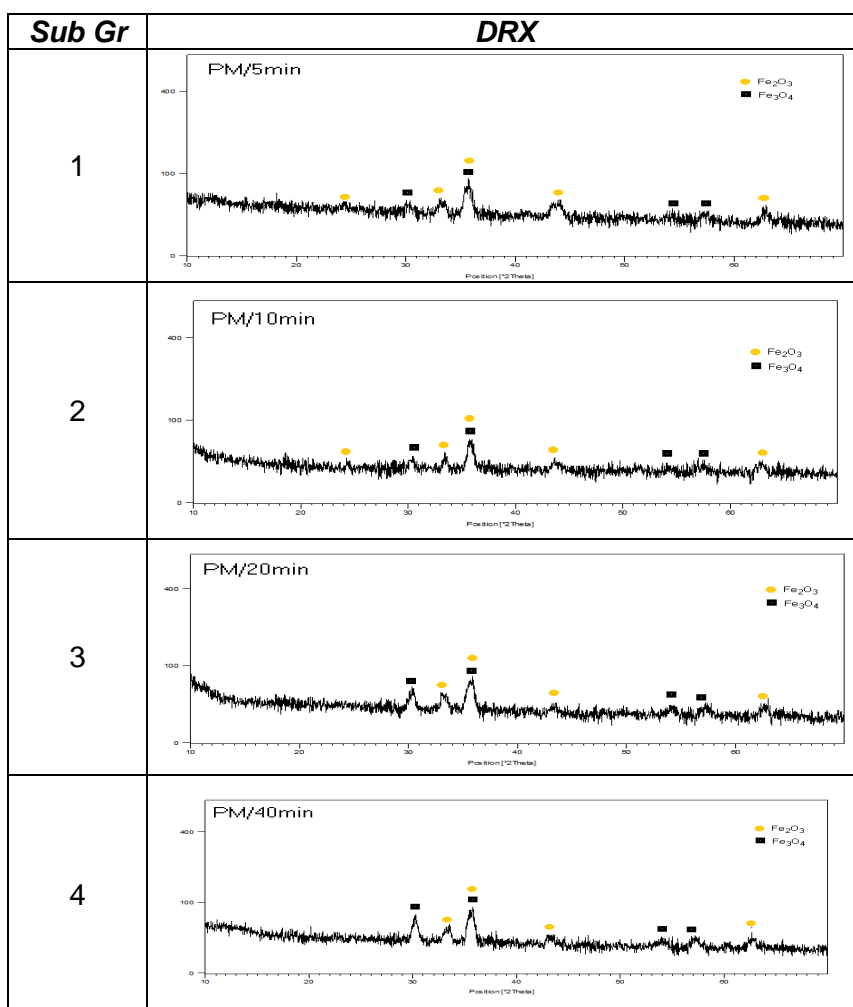 Sub Gr DRX
1
PM/5min
Fe₂O₃
Fe₃O₄
400
100
0
10 20 30 40 50 60
Position [°2Theta]
2
PM/10min
Fe₂O₃
Fe₃O₄
400
100
0
10 20 30 40 50 60
Position [°2Theta]
3
PM/20min
Fe₂O₃
Fe₃O₄
400
100
0
10 20 30 40 50 60
Position [°2Theta]
4
PM/40min
Fe₂O₃
Fe₃O₄
400
100
0
10 20 30 40 50 60
Position [°2Theta]